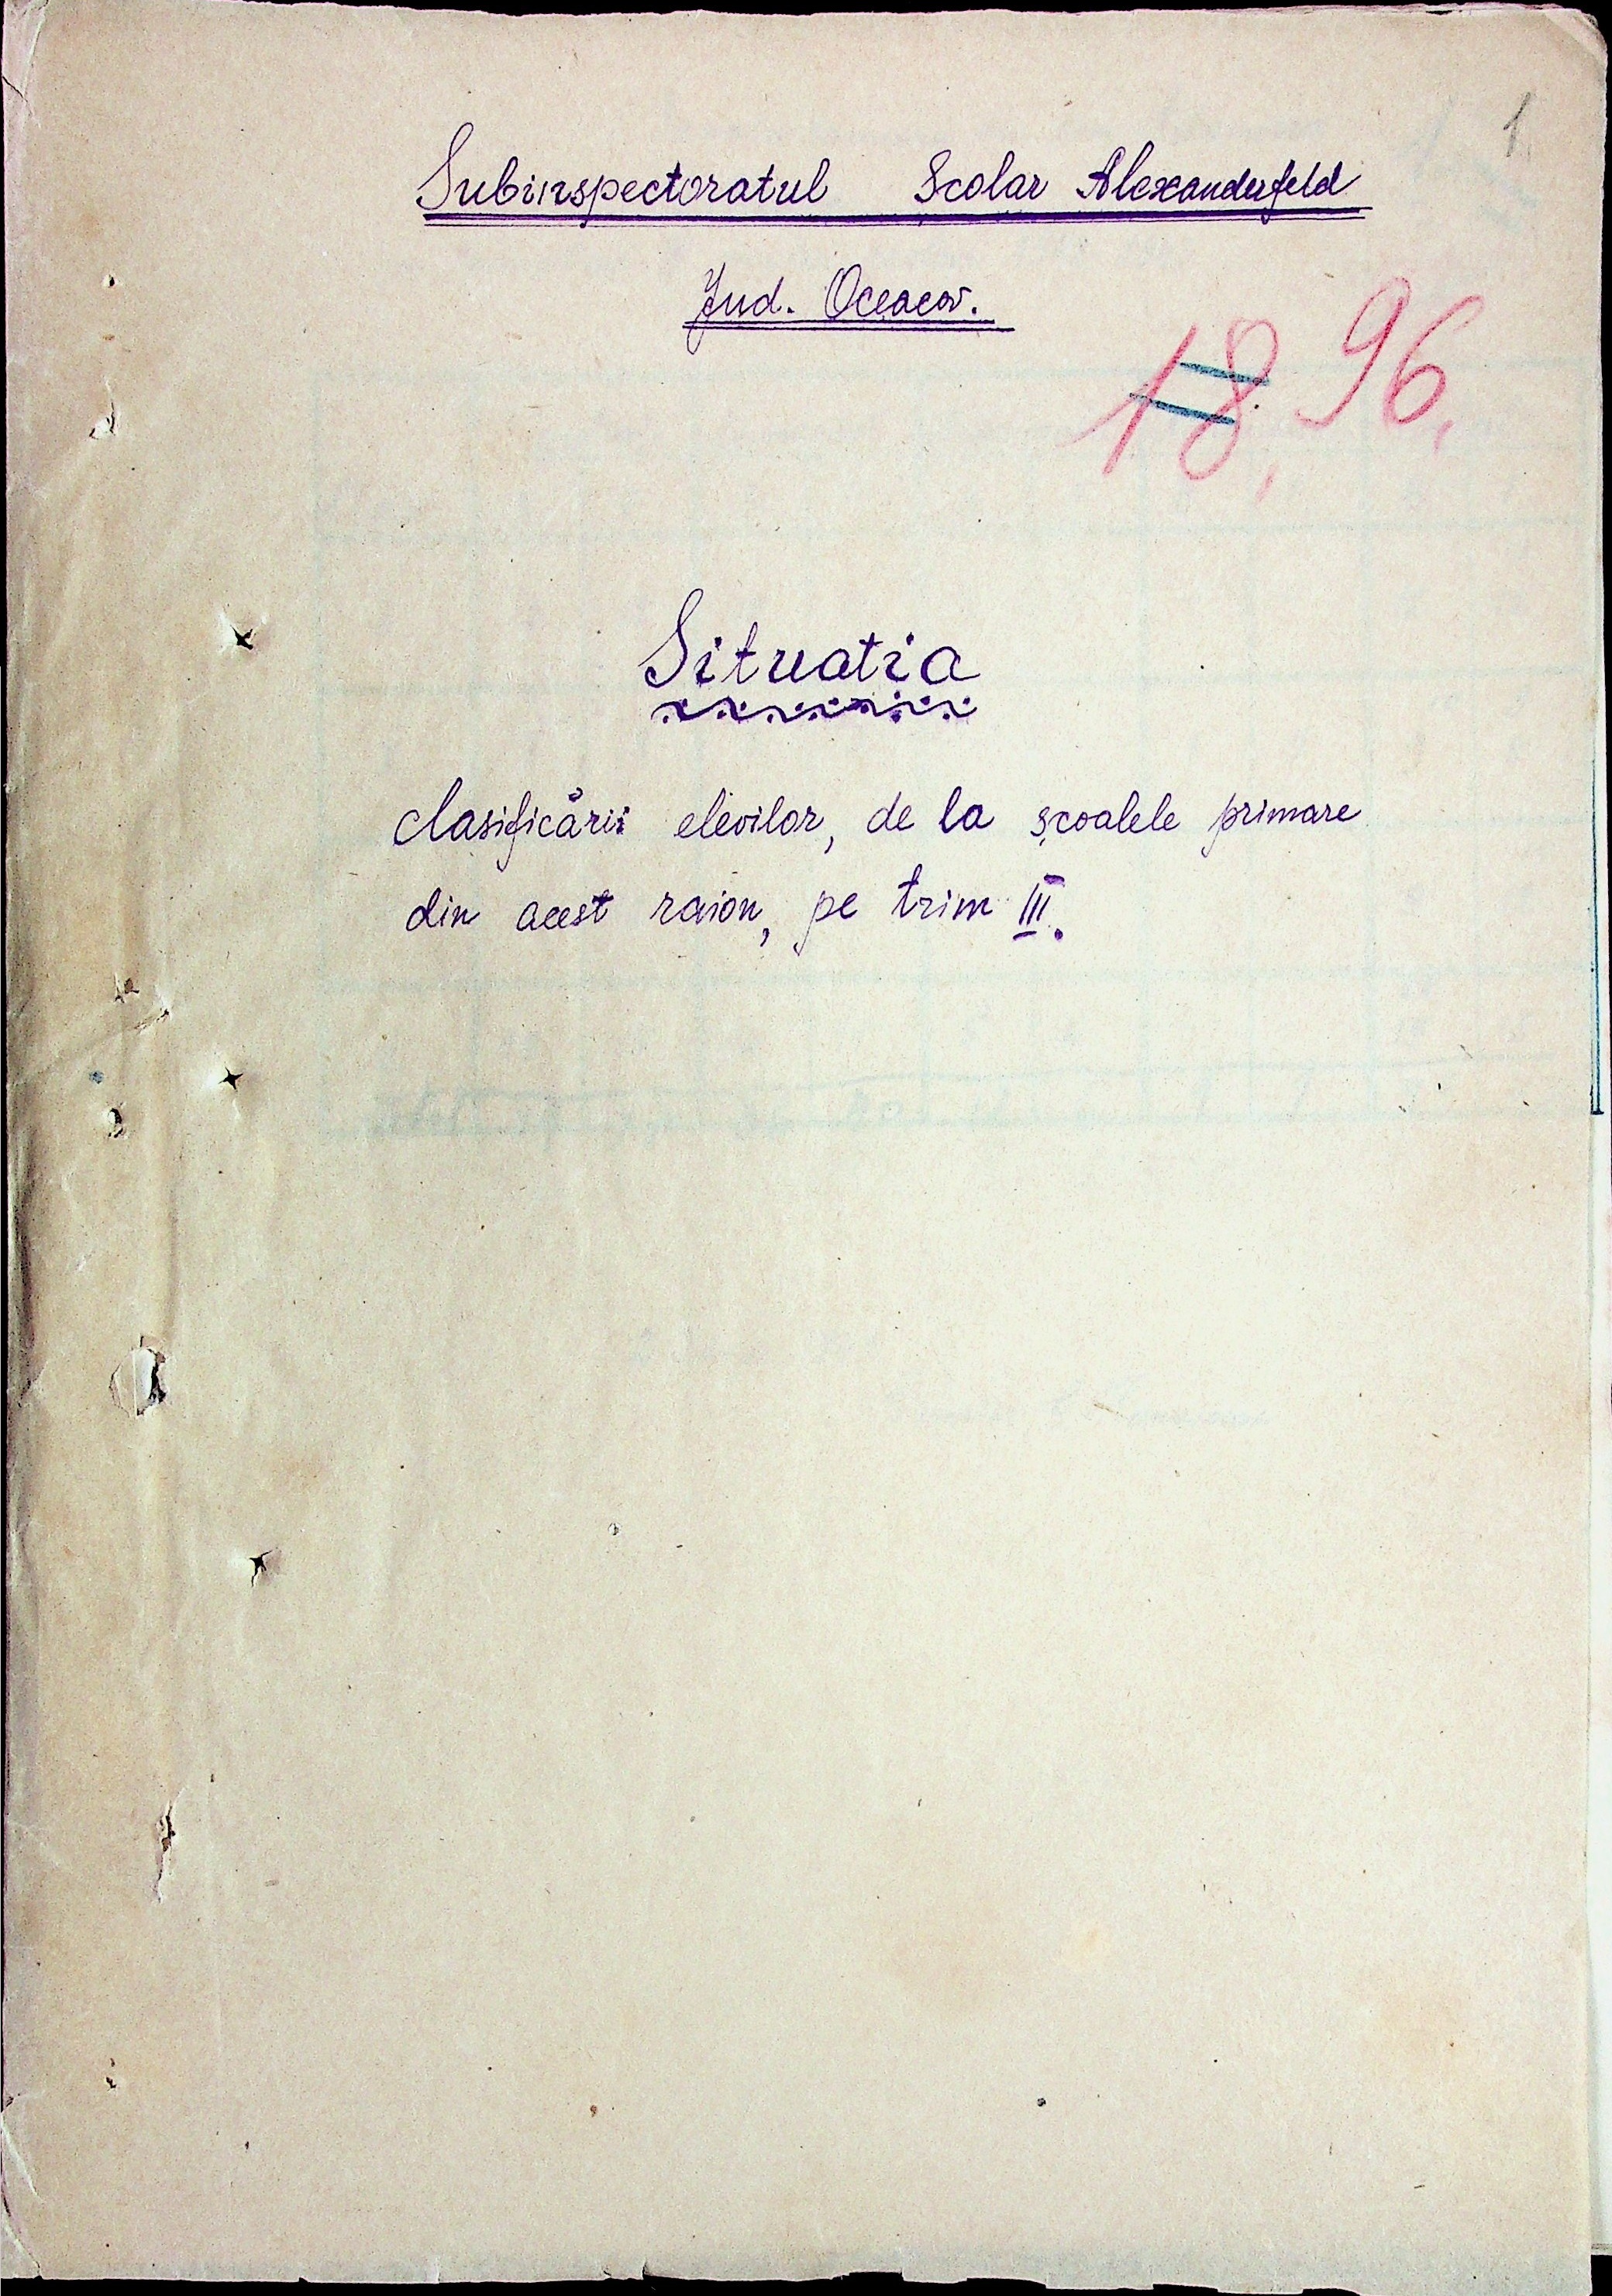 1
Subinspectoratul Scolar Alexanderfeld
Jud. Oceacov.
18, 96,
Situatia
clasificării elevilor, de la școalele primare
din acest raion, pe trim III.